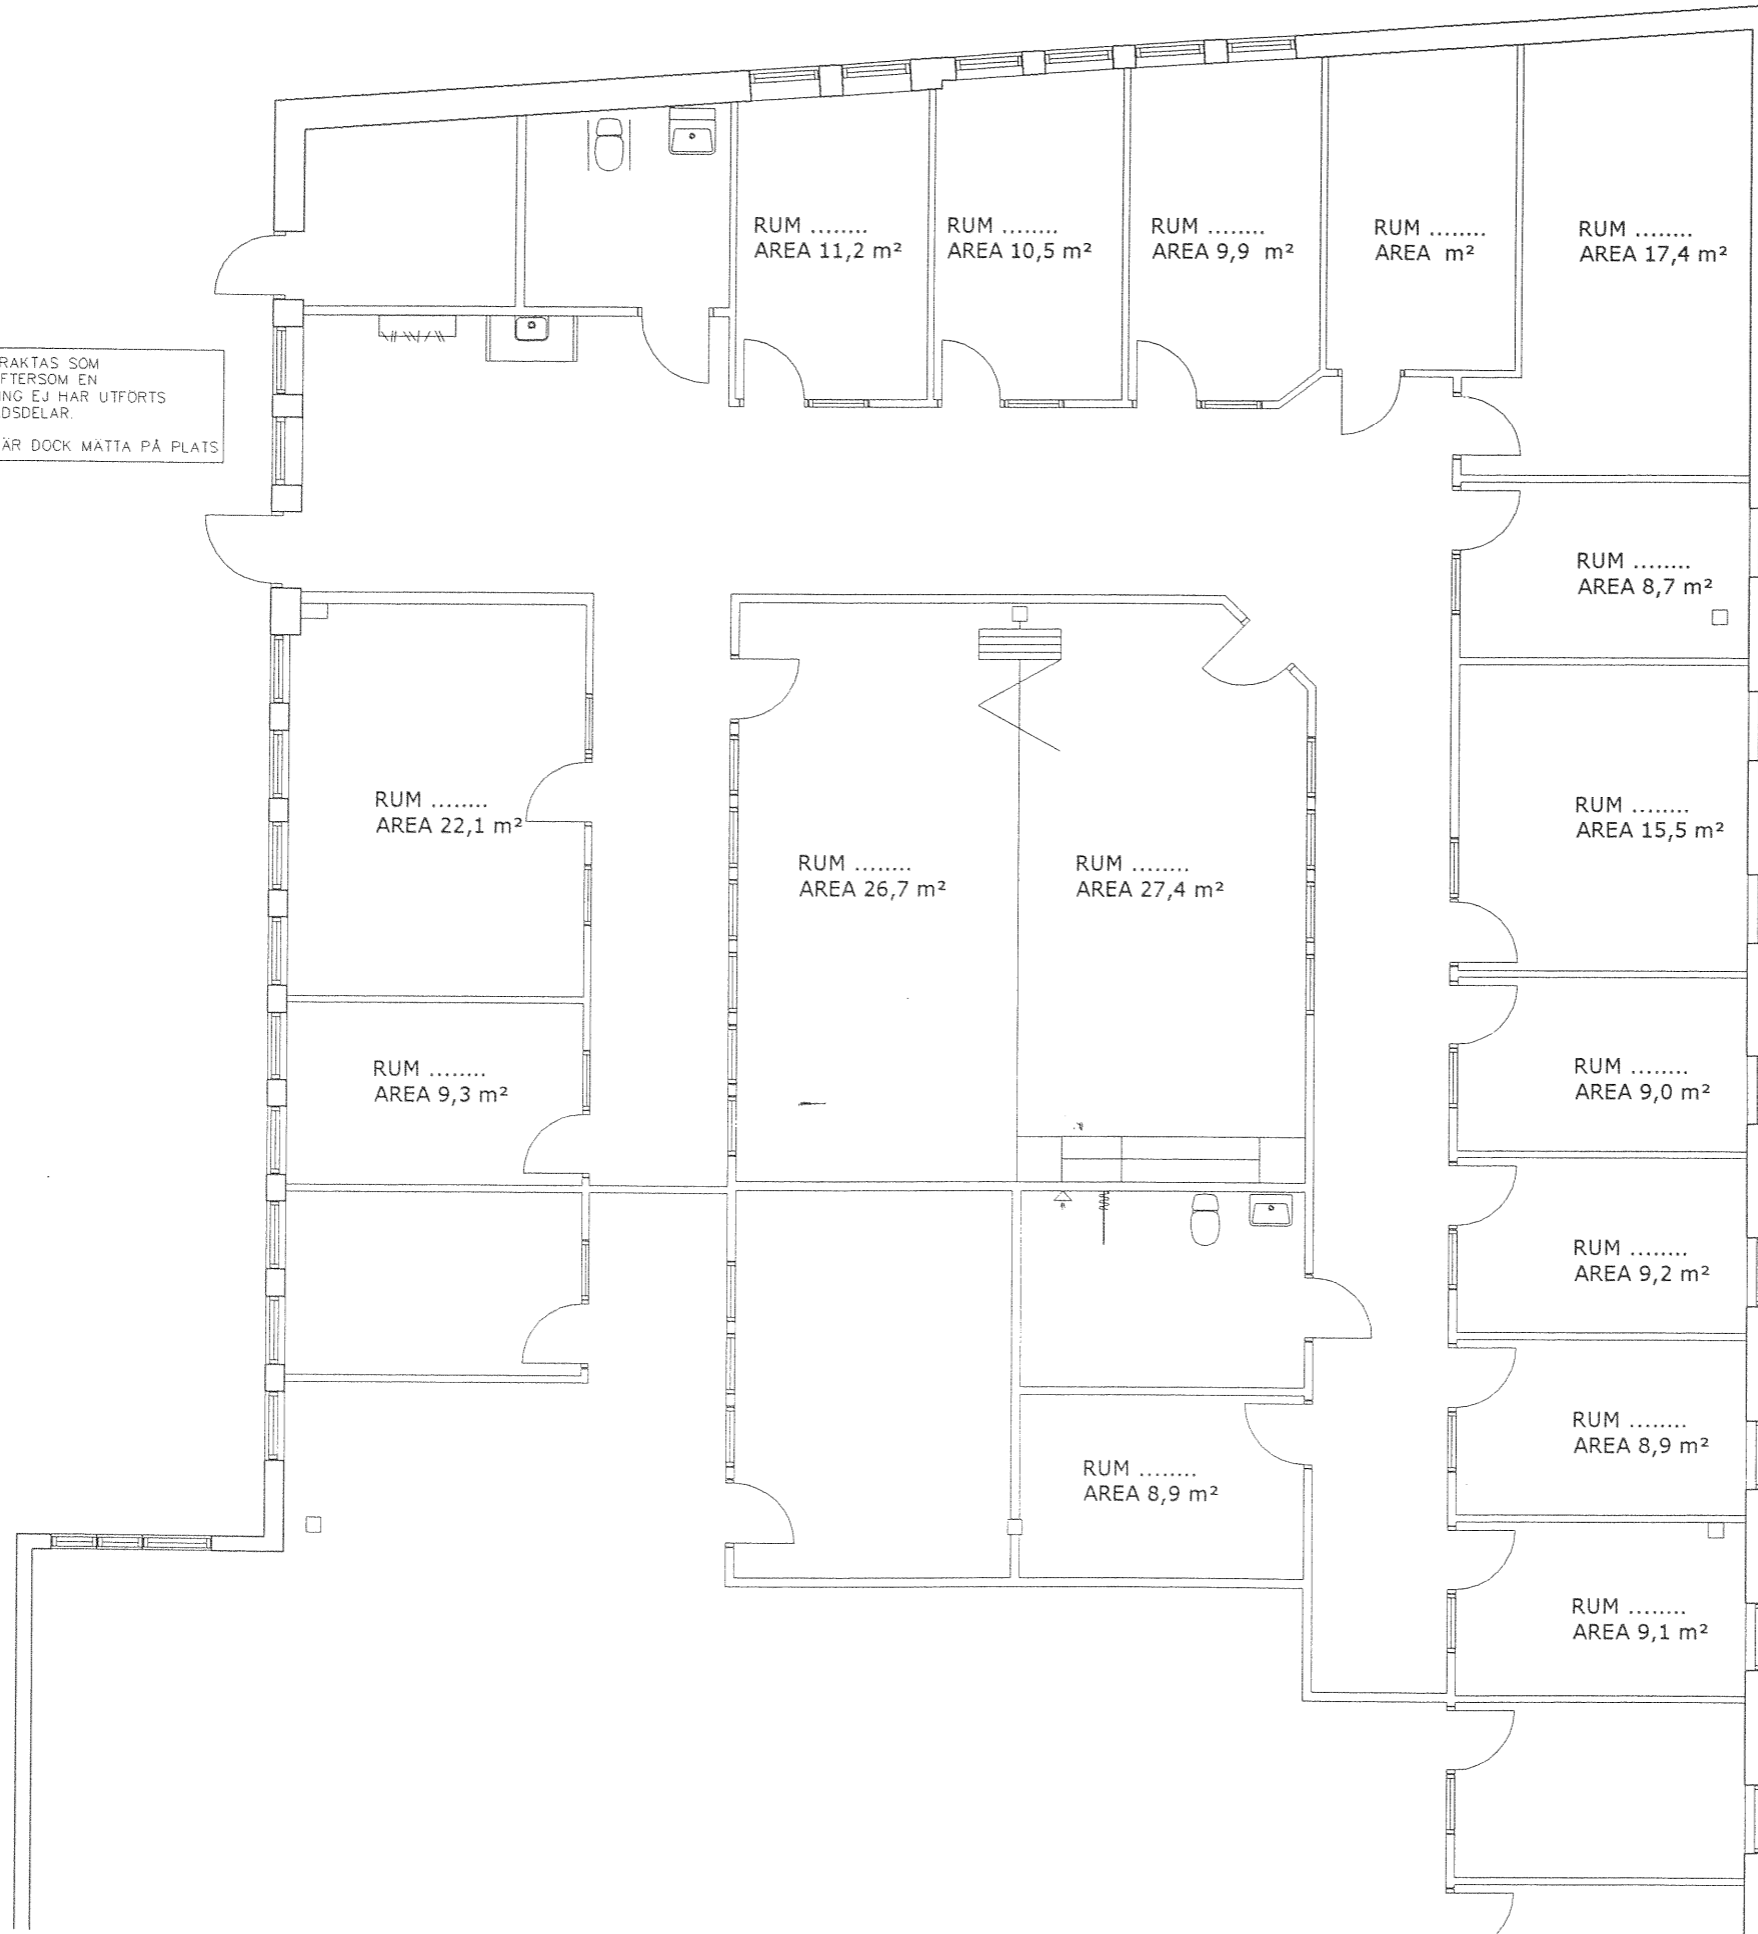 RUM ........
AREA 11,2 m²
RUM ........
AREA 10,5 m²
RUM ........
AREA 9,9 m²
RUM ........
AREA m²
RUM ........
AREA 17,4 m²
RAKTAS SOM
FTERSOM EN
NING EJ HAR UTFÖRTS
DSDELAR.
ÄR DOCK MÄTTA PÅ PLATS
RUM ........
AREA 8,7 m²
RUM ........
AREA 22,1 m²
RUM ........
AREA 26,7 m²
RUM ........
AREA 27,4 m²
RUM ........
AREA 15,5 m²
RUM ........
AREA 9,3 m²
RUM ........
AREA 9,0 m²
RUM ........
AREA 9,2 m²
RUM ........
AREA 8,9 m²
RUM ........
AREA 8,9 m²
RUM ........
AREA 9,1 m²